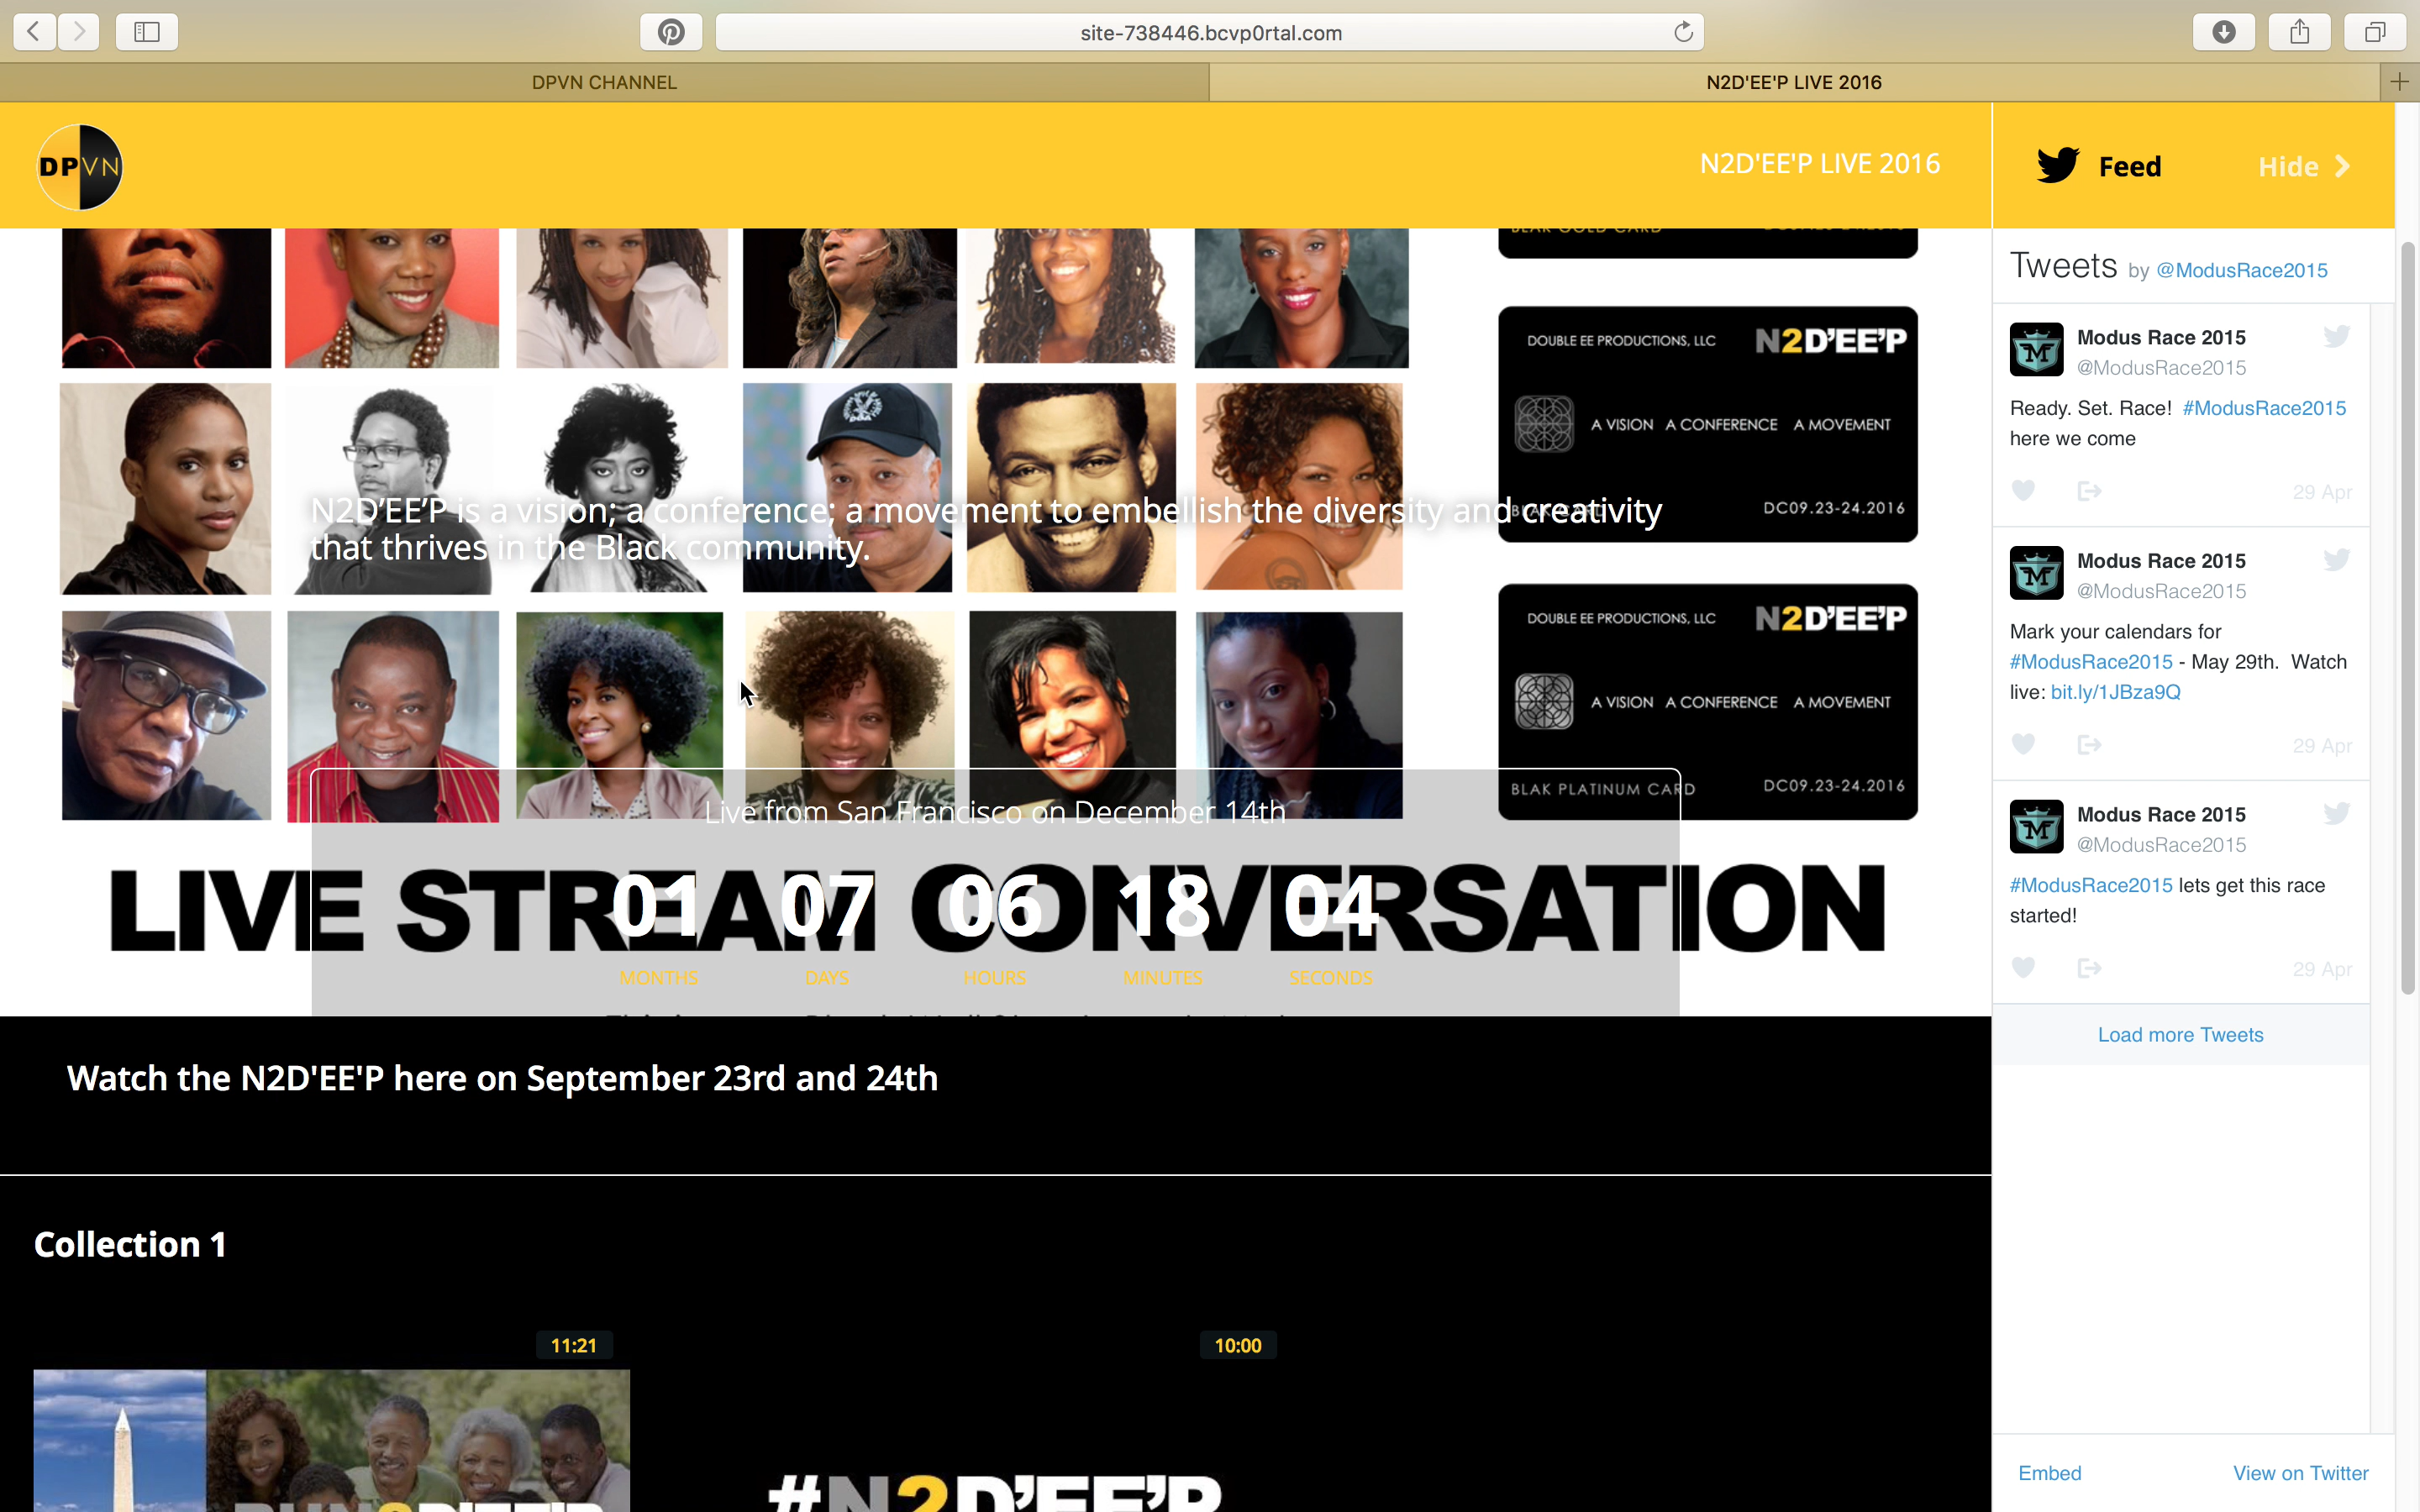 site-738446.bcvp0rtal.com
DPVN CHANNEL
N2D'EE'P LIVE 2016
DPVN
N2D'EE'P LIVE 2016
Feed
Hide
BLAK GOLD CARD
DOUBLE EE PRODUCTIONS, LLC N2D'EE'P
A VISION A CONFERENCE A MOVEMENT
DC09.23-24.2016
N2D'EE'P is a vision; a conference; a movement to embellish the diversity and creativity
that thrives in the Black community.
DOUBLE EE PRODUCTIONS, LLC N2D'EE'P
A VISION A CONFERENCE A MOVEMENT
BLAK PLATINUM CARD DC09.23-24.2016
Live from San Francisco on December 14th
LIVE STREAM CONVERSATION
01 07 06 18 04
MONTHS DAYS HOURS MINUTES SECONDS
Watch the N2D'EE'P here on September 23rd and 24th
Collection 1
11:21
10:00
#N2D'EE'P
Tweets by @ModusRace2015
Modus Race 2015
@ModusRace2015
Ready. Set. Race! #ModusRace2015
here we come
29 Apr
Modus Race 2015
@ModusRace2015
Mark your calendars for
#ModusRace2015 - May 29th. Watch
live: bit.ly/1JBza9Q
29 Apr
Modus Race 2015
@ModusRace2015
#ModusRace2015 lets get this race
started!
29 Apr
Load more Tweets
Embed
View on Twitter